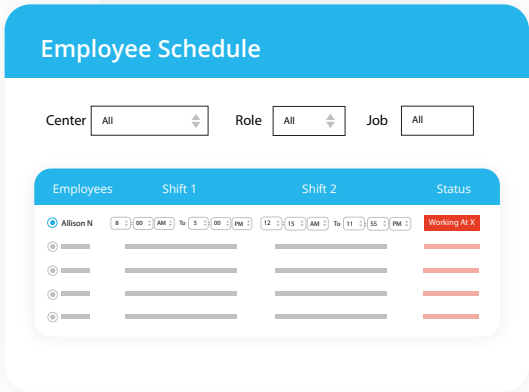 Employee Schedule
Center All Role All Job All
Employees Shift 1 Shift 2 Status
Allison N 8 : 00 AM To 5 : 00 PM 12 : 15 AM To 11 : 55 PM Working At X